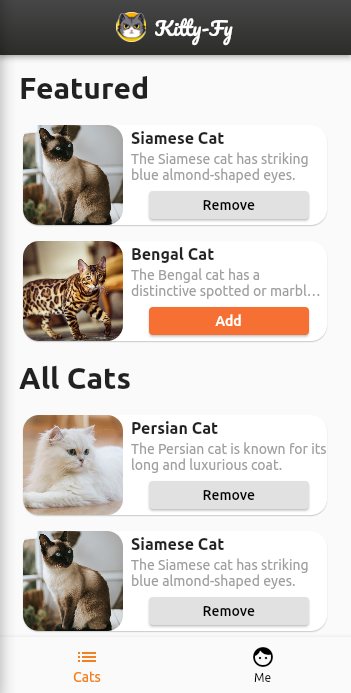 Kitty-Fy
Featured
Siamese Cat
The Siamese cat has striking
blue almond-shaped eyes.
Remove
Bengal Cat
The Bengal cat has a
distinctive spotted or marbl…
Add
All Cats
Persian Cat
The Persian cat is known for its
long and luxurious coat.
Remove
Siamese Cat
The Siamese cat has striking
blue almond-shaped eyes.
Remove
Cats
Me